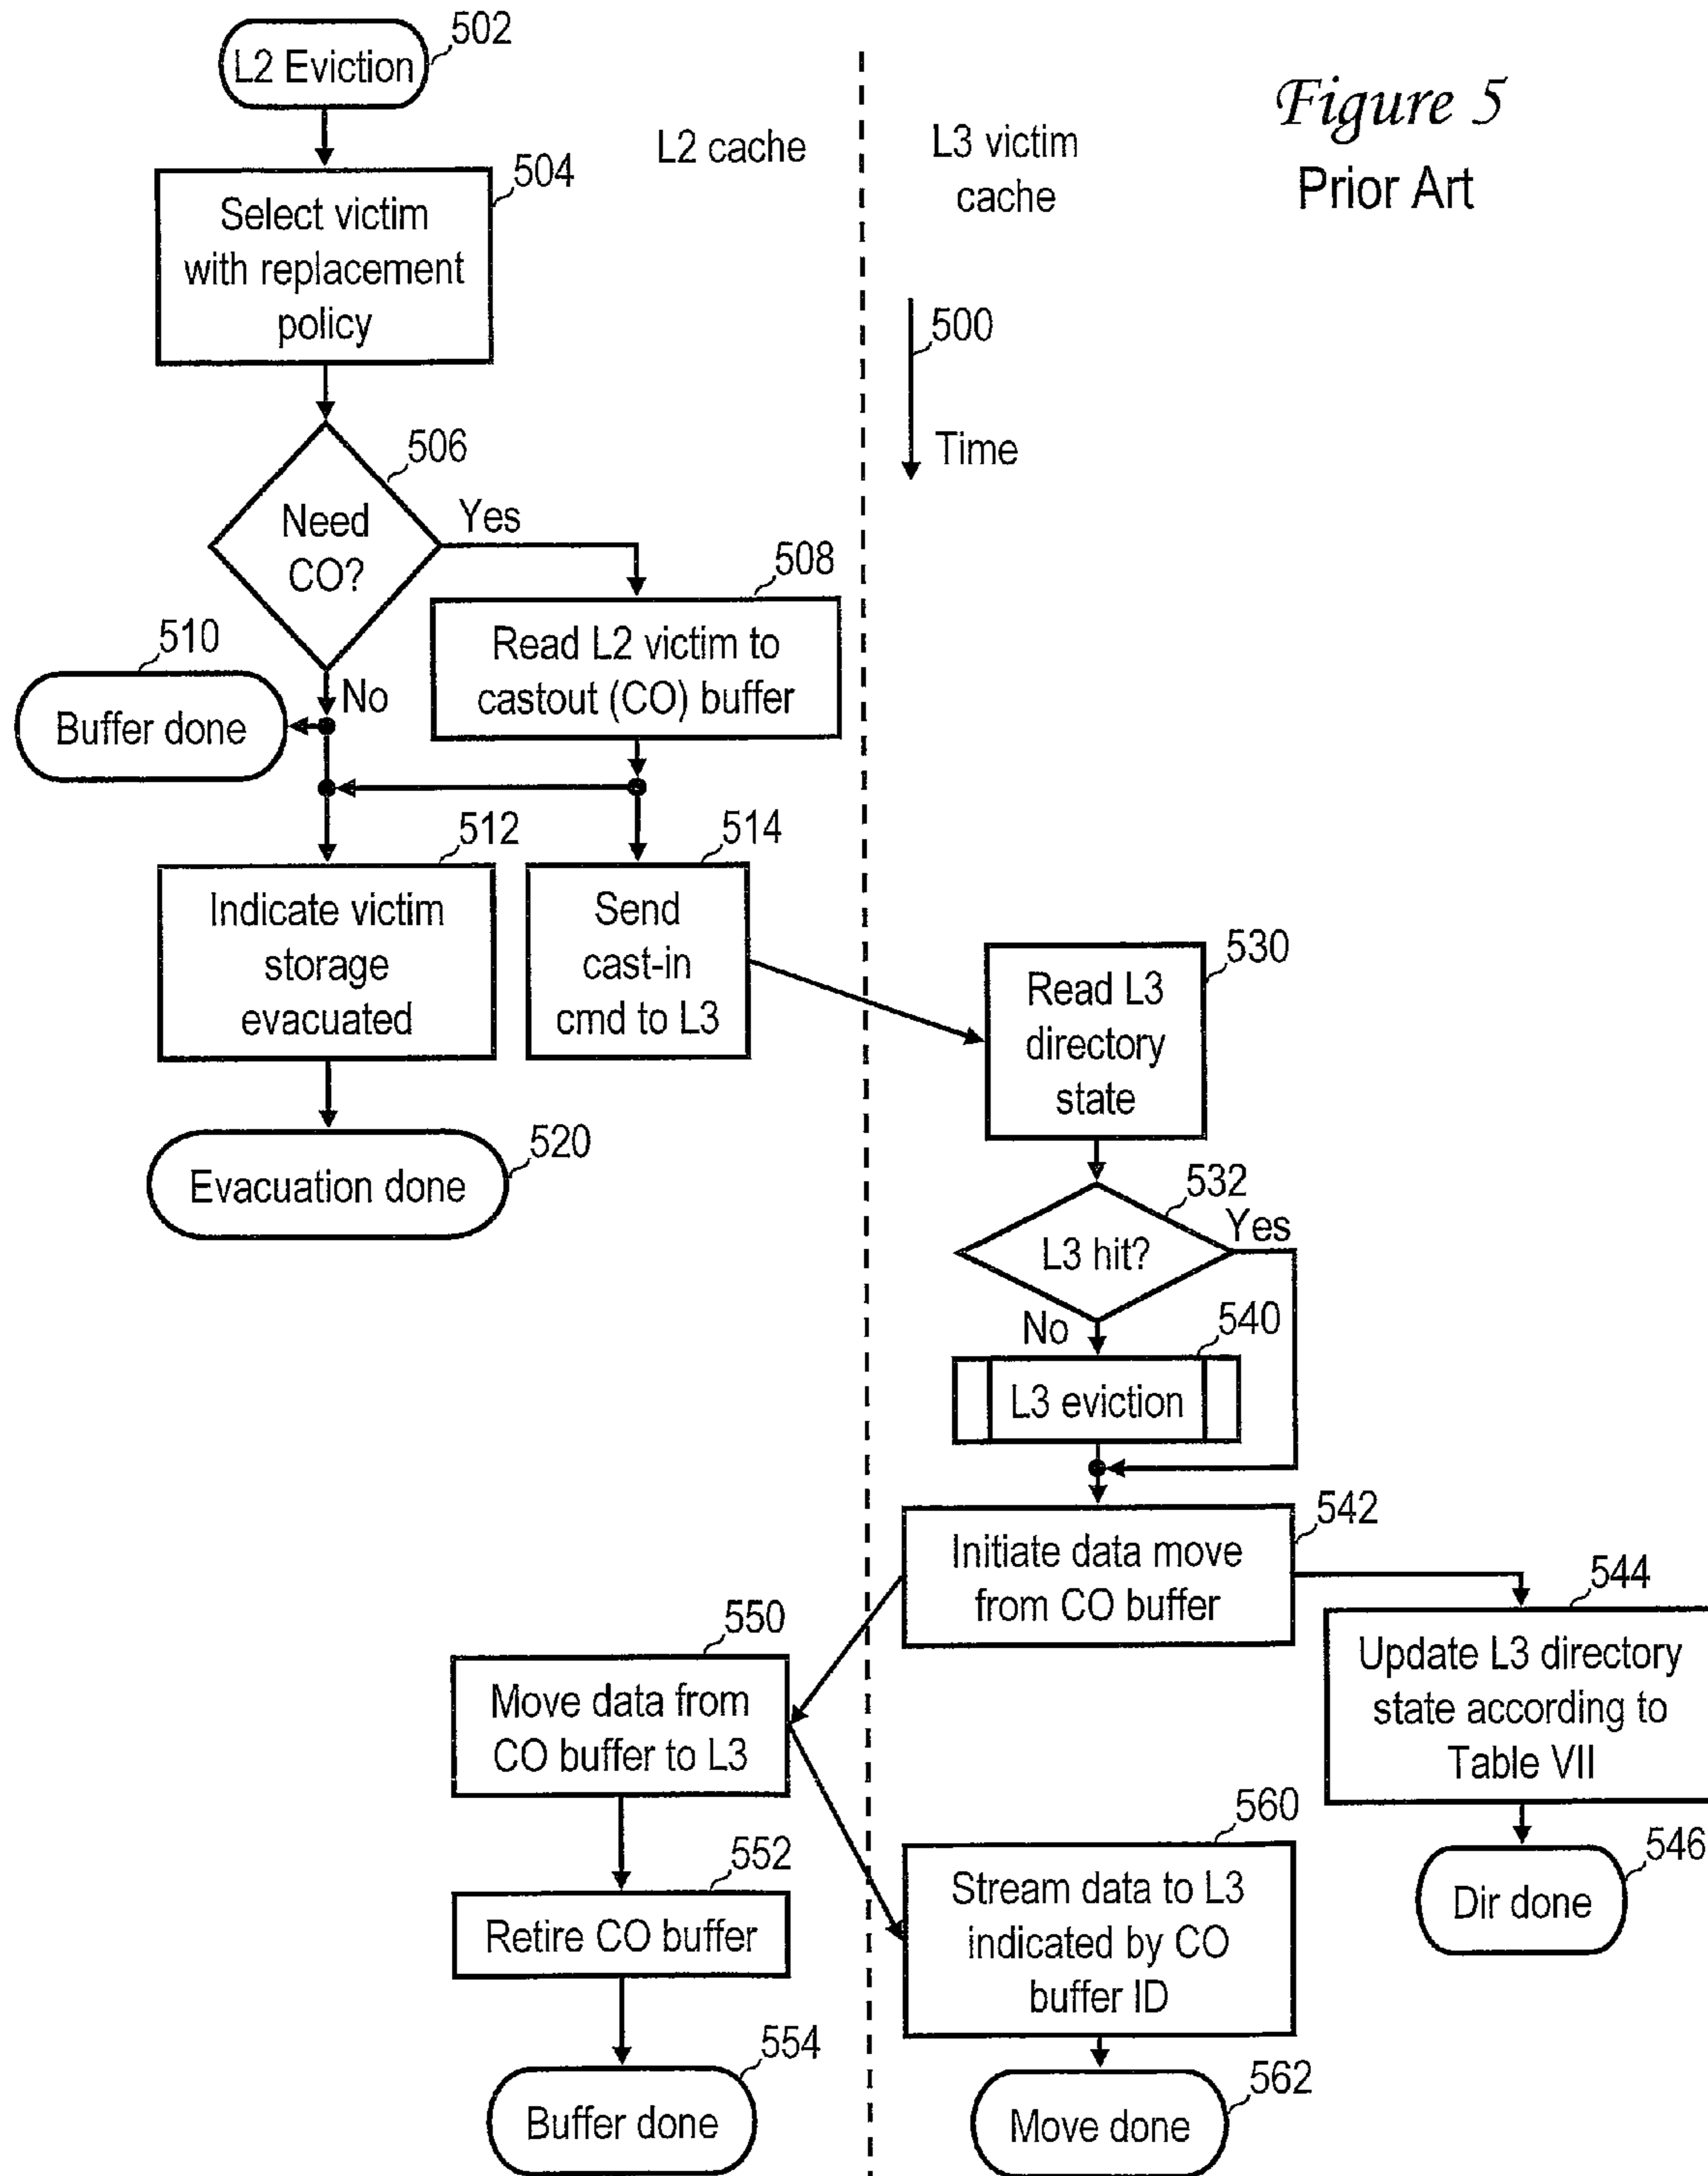 Figure 5
Prior Art
L2 cache
L3 victim
cache
500
Time
502
L2 Eviction
504
Select victim
with replacement
policy
506
Need
CO?
Yes
No
508
Read L2 victim to
castout (CO) buffer
510
Buffer done
512
Indicate victim
storage
evacuated
514
Send
cast-in
cmd to L3
520
Evacuation done
530
Read L3
directory
state
532
L3 hit?
Yes
No
540
L3 eviction
542
Initiate data move
from CO buffer
544
Update L3 directory
state according to
Table VII
546
Dir done
550
Move data from
CO buffer to L3
552
Retire CO buffer
554
Buffer done
560
Stream data to L3
indicated by CO
buffer ID
562
Move done